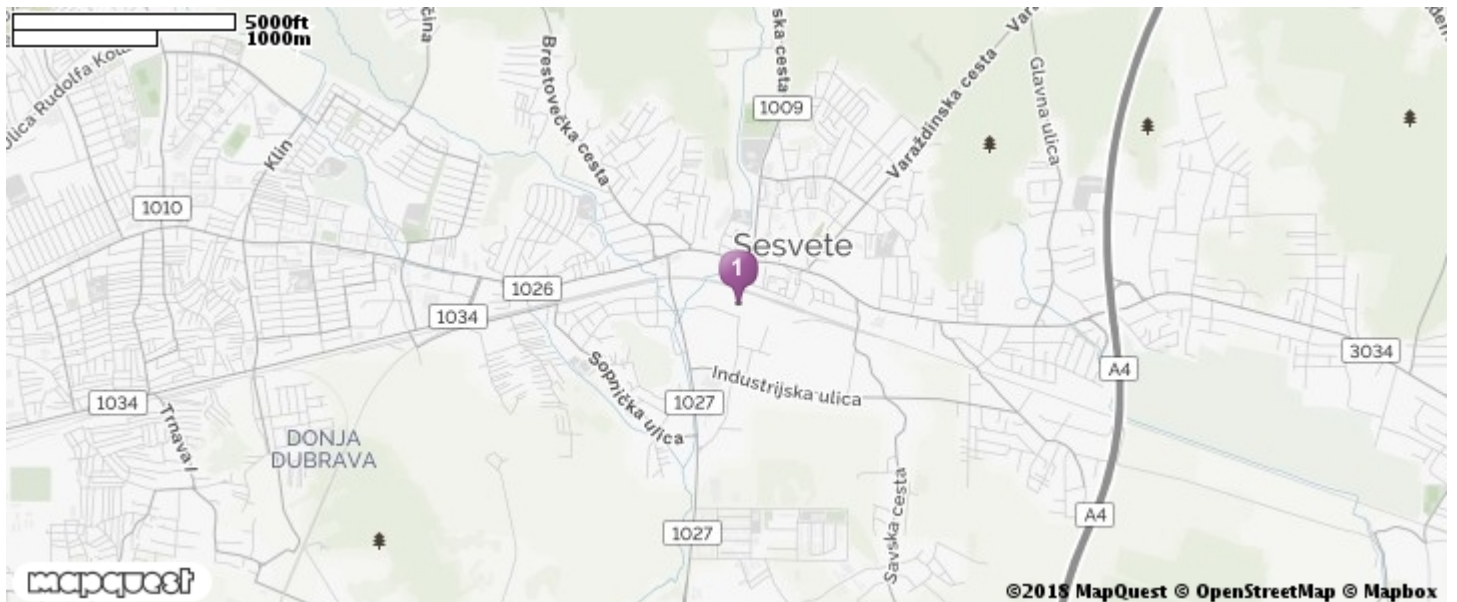 5000ft
1000m
Ulica Rudolfa Kol
čina
Brestovečka cesta
ska cesta
Varaždinska cesta
Glavna ulica
1009
Klin
1010
Sesvete
1
1026
1034
3034
A4
Sopnička ulica
Industrijska ulica
1027
1034
Trnava I
DONJA
DUBRAVA
Savska cesta
A4
1027
mapquest
©2018 MapQuest © OpenStreetMap © Mapbox